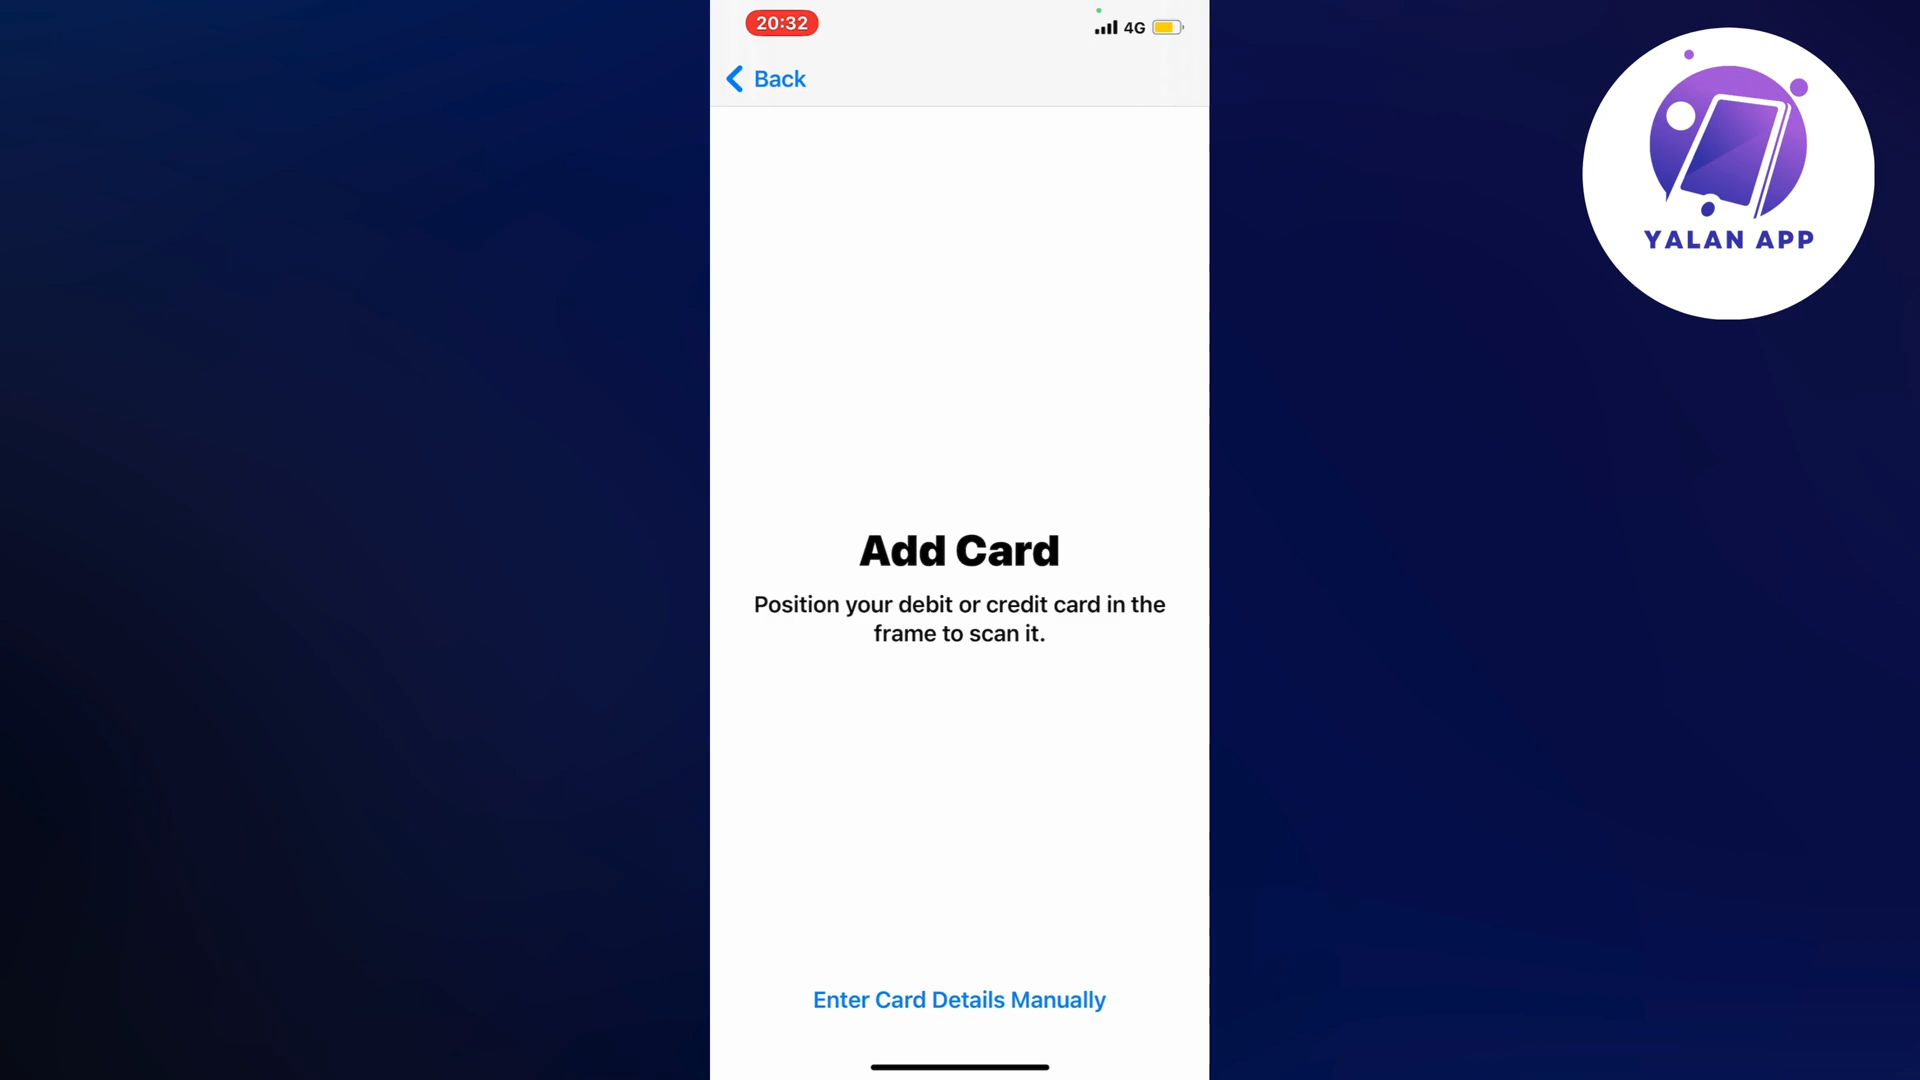 20:32
4G
Back
YALAN APP
Add Card
Position your debit or credit card in the
frame to scan it.
Enter Card Details Manually